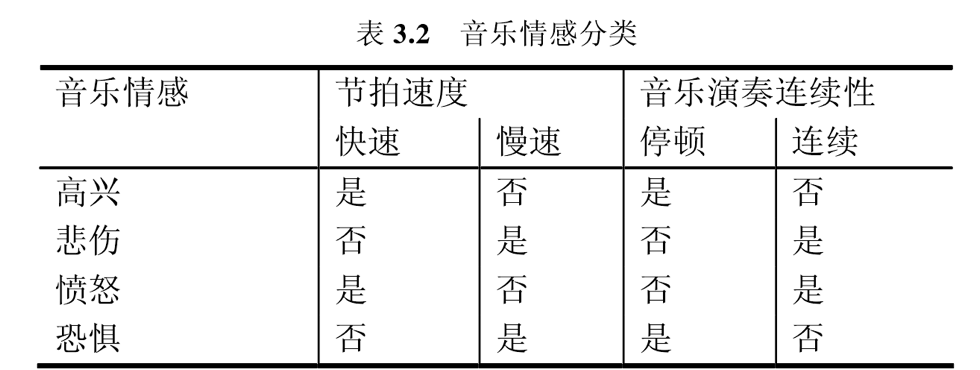 表 3.2 音乐情感分类
音乐情感 节拍速度 音乐演奏连续性
快速 慢速 停顿 连续
高兴 是 否 是 否
悲伤 否 是 否 是
愤怒 是 否 否 是
恐惧 否 是 是 否